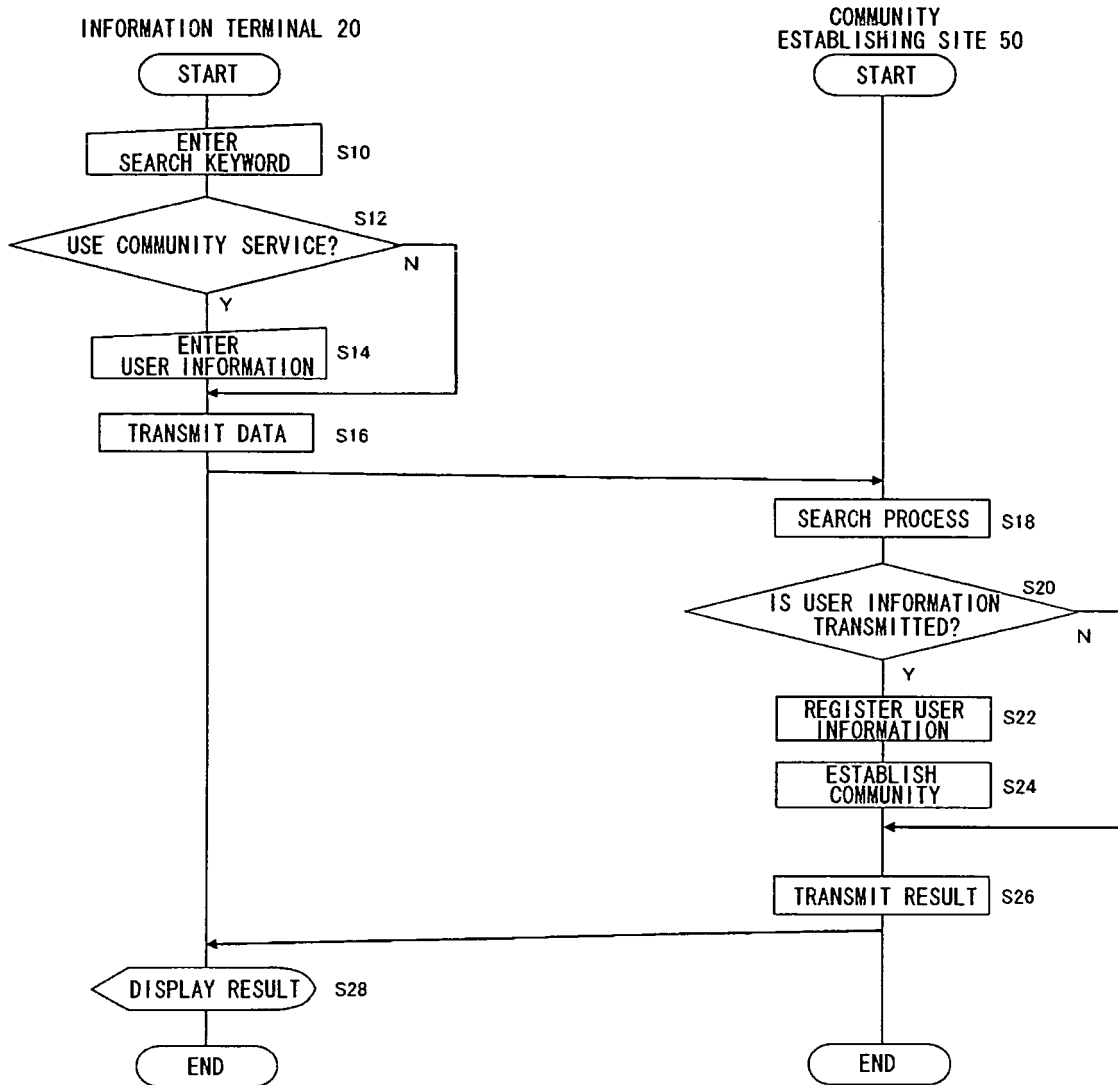 INFORMATION TERMINAL 20
START
ENTER
SEARCH KEYWORD
S10
S12
USE COMMUNITY SERVICE?
N
Y
ENTER
USER INFORMATION
S14
TRANSMIT DATA
S16
DISPLAY RESULT
S28
END
COMMUNITY
ESTABLISHING SITE 50
START
SEARCH PROCESS
S18
S20
IS USER INFORMATION
TRANSMITTED?
N
Y
REGISTER USER
INFORMATION
S22
ESTABLISH
COMMUNITY
S24
TRANSMIT RESULT
S26
END